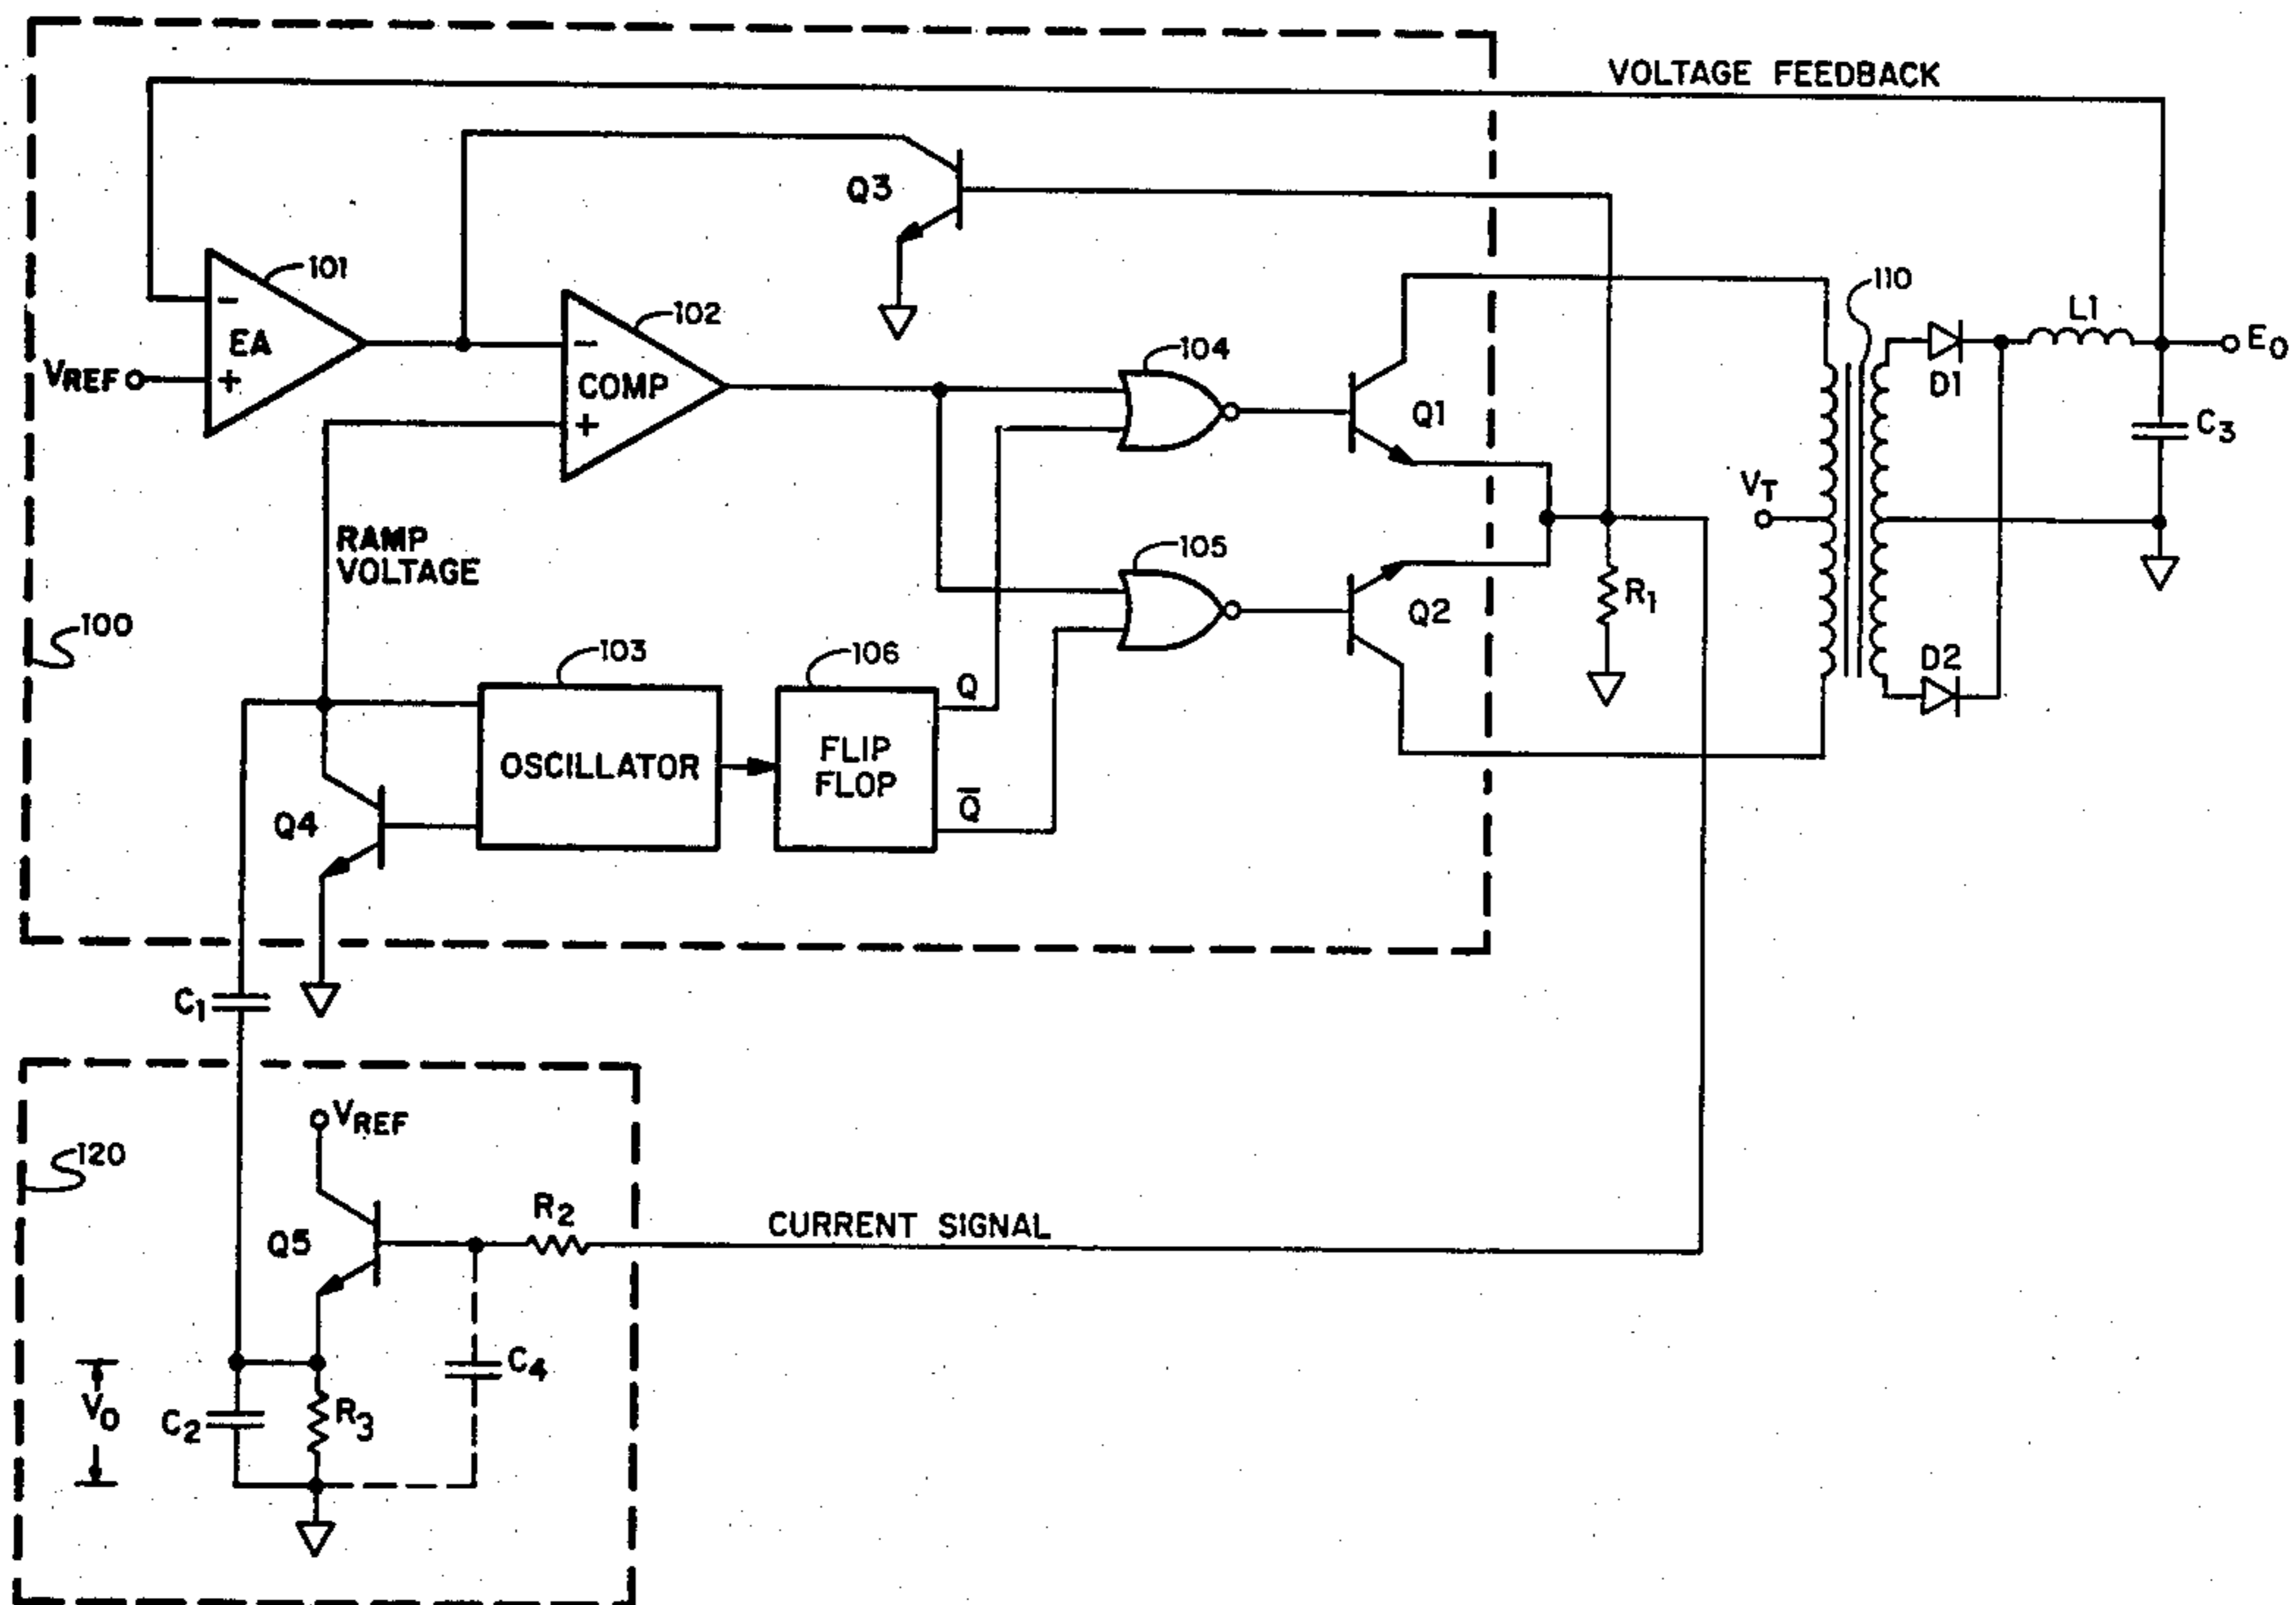 VOLTAGE FEEDBACK
Q3
101
102
110
EA
−
+
VREF
COMP
−
+
104
Q1
L1
E0
D1
C3
VT
RAMP
VOLTAGE
105
Q2
R1
100
103
106
Q
D2
OSCILLATOR
FLIP
FLOP
Q4
Q̅
C1
VREF
120
R2
CURRENT SIGNAL
Q5
C4
V0
C2
R3